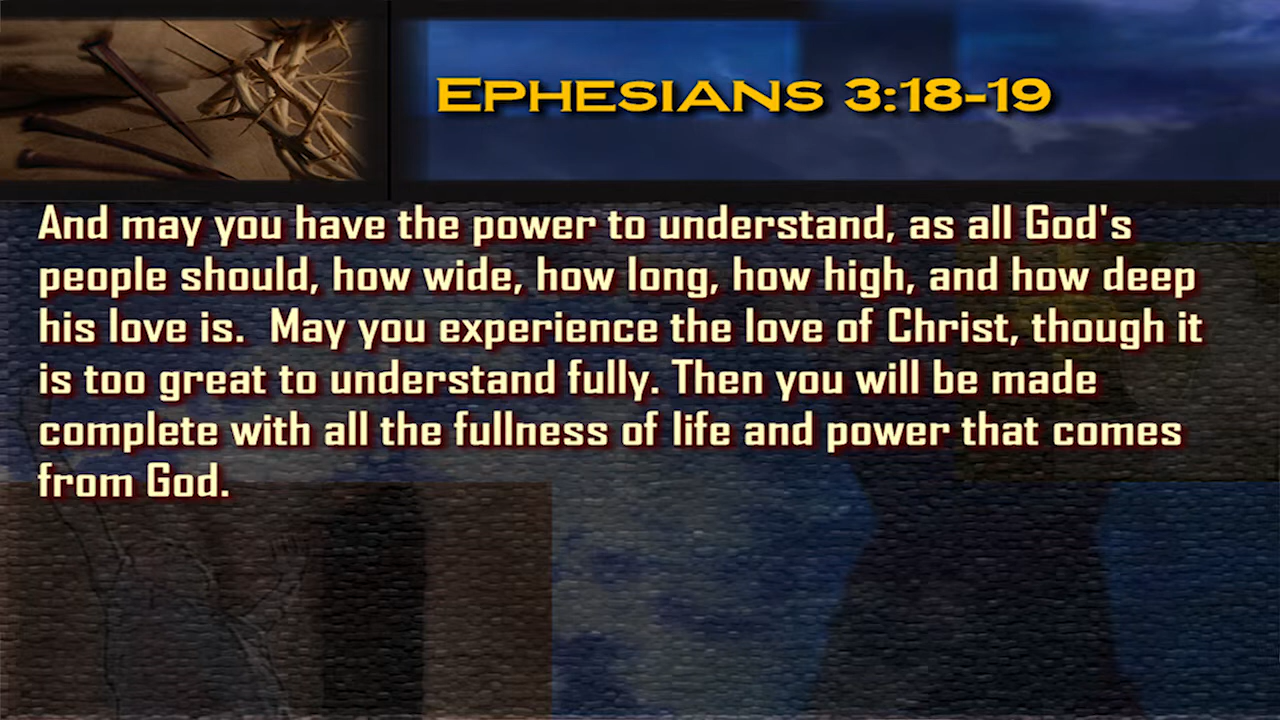 Ephesians 3:18-19
And may you have the power to understand, as all God's
people should, how wide, how long, how high, and how deep
his love is.  May you experience the love of Christ, though it
is too great to understand fully. Then you will be made
complete with all the fullness of life and power that comes
from God.